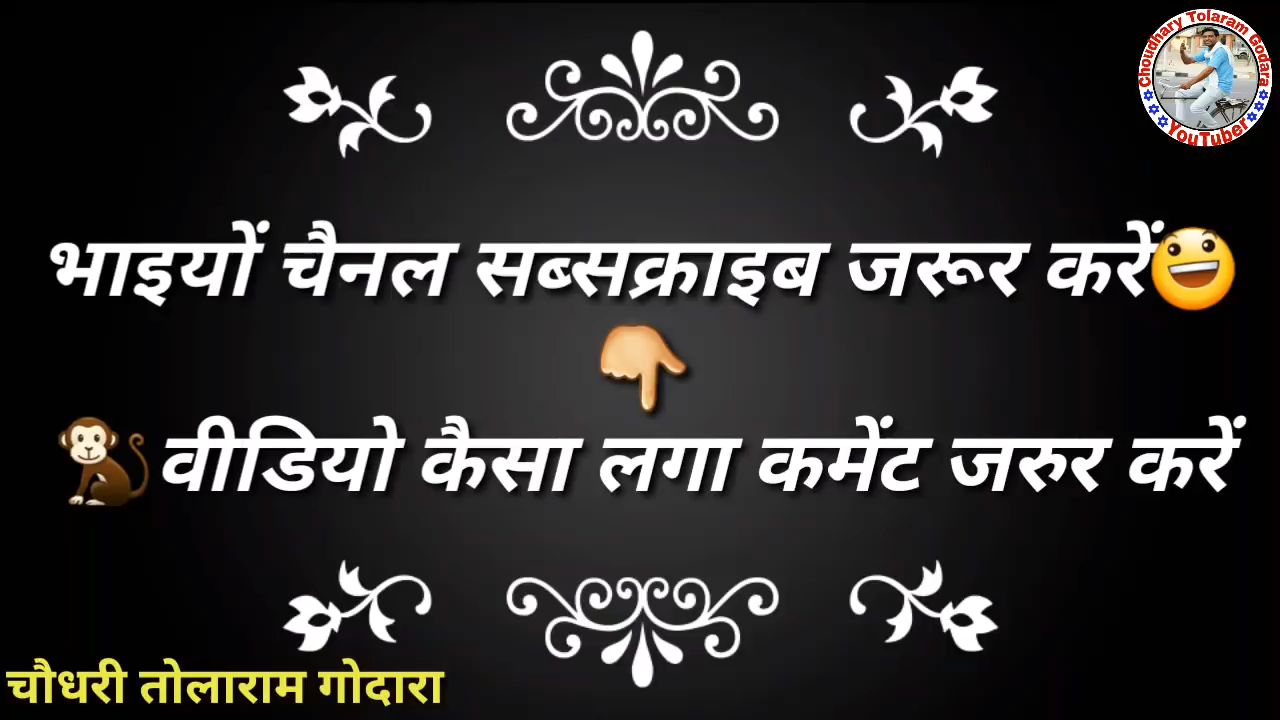 Choudhary Tolaram Godara
YouTuber
भाइयों चैनल सब्सक्राइब जरूर करें😃
👇
🐒वीडियो कैसा लगा कमेंट जरुर करें
चौधरी तोलाराम गोदारा